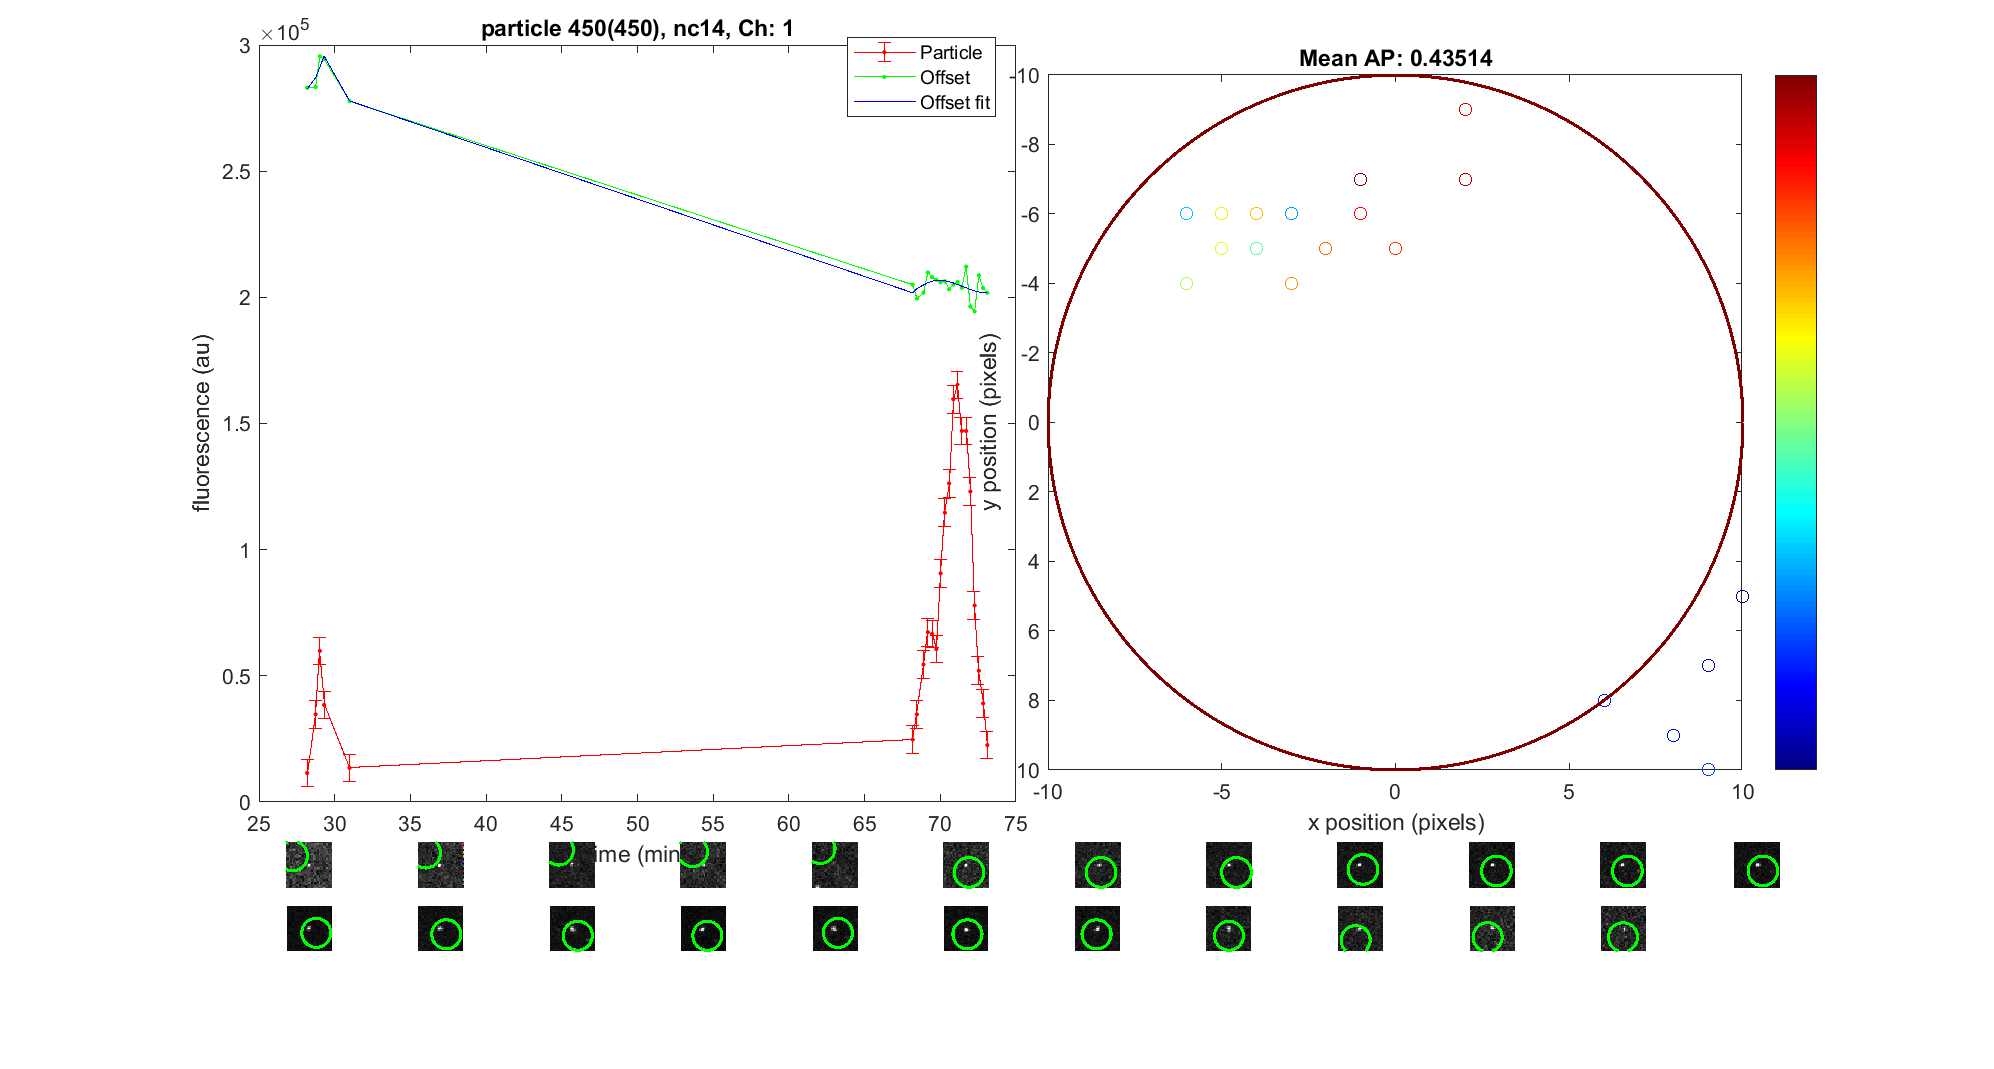 particle 450(450), nc14, Ch: 1
×10^5
Particle
Offset
Offset fit
3
2.5
2
1.5
1
0.5
0
fluorescence (au)
25 30 35 40 45 50 55 60 65 70 75
ime (min
Mean AP: 0.43514
-10
-8
-6
-4
-2
0
2
4
6
8
10
y position (pixels)
-10 -5 0 5 10
x position (pixels)